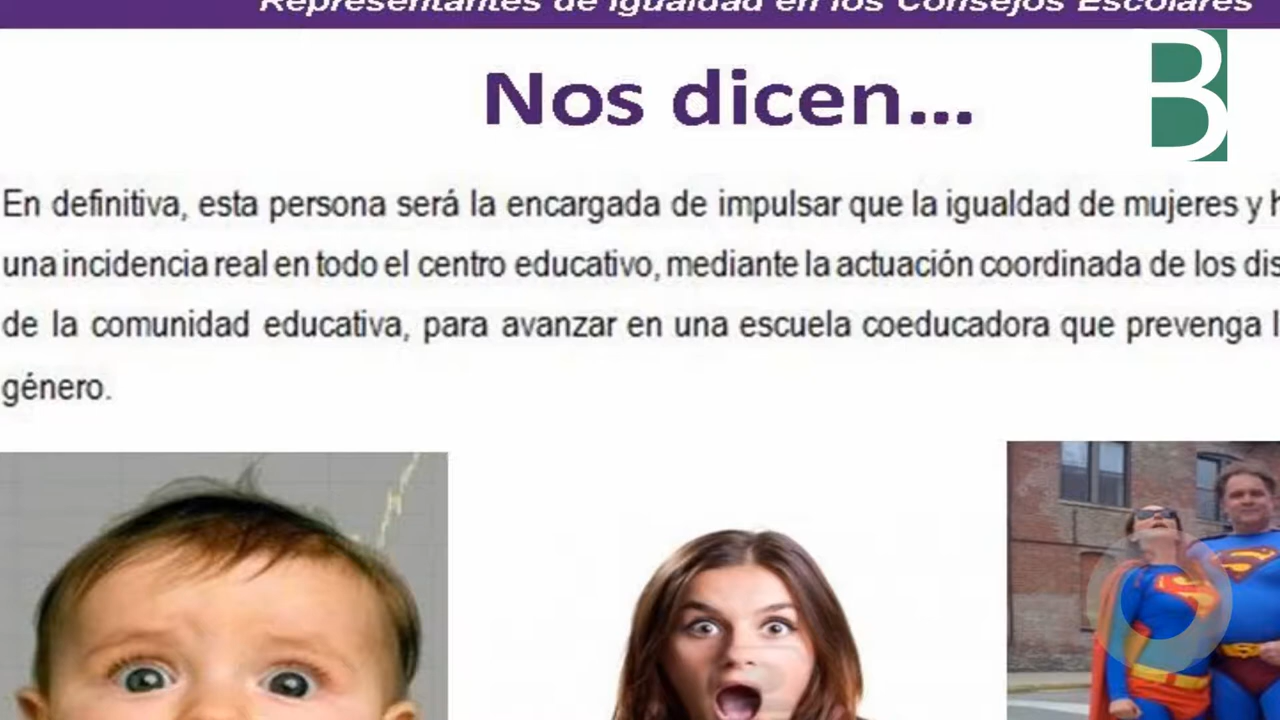 Representantes de Igualdad en los Consejos Escolares
Nos dicen...
B
En definitiva, esta persona será la encargada de impulsar que la igualdad de mujeres y
una incidencia real en todo el centro educativo, mediante la actuación coordinada de los
de la comunidad educativa, para avanzar en una escuela coeducadora que prevenga
género.